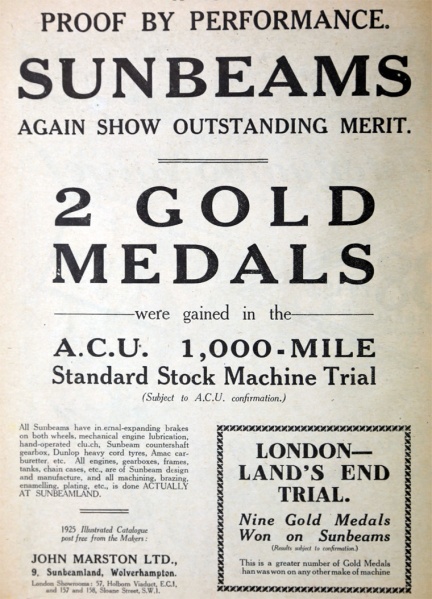 PROOF BY PERFORMANCE.
SUNBEAMS
AGAIN SHOW OUTSTANDING MERIT.
2 GOLD
MEDALS
were gained in the
A.C.U. 1,000-MILE
Standard Stock Machine Trial
(Subject to A.C.U. confirmation.)
All Sunbeams have in.ernal-expanding brakes
on both wheels, mechanical engine lubrication,
hand-operated clu.ch, Sunbeam countershaft
gearbox, Dunlop heavy cord tyres, Amac car-
buretter. etc. All engines, gearboxes, frames,
tanks, chain cases, etc., are of Sunbeam design
and manufacture, and all machining, brazing,
enamelling, plating, etc., is done ACTUALLY
AT SUNBEAMLAND.
1925 Illustrated Catalogue
post free from the Makers:
JOHN MARSTON LTD.,
9, Sunbeamland, Wolverhampton.
London Showrooms: 57, Holborn Viaduct, E.C.1,
and 157 and 158, Sloane Street, S.W.1.
LONDON—
LAND'S END
TRIAL.
Nine Gold Medals
Won on Sunbeams
(Results subject to confirmation.)
This is a greater number of Gold Medals
han was won on any other make of machine